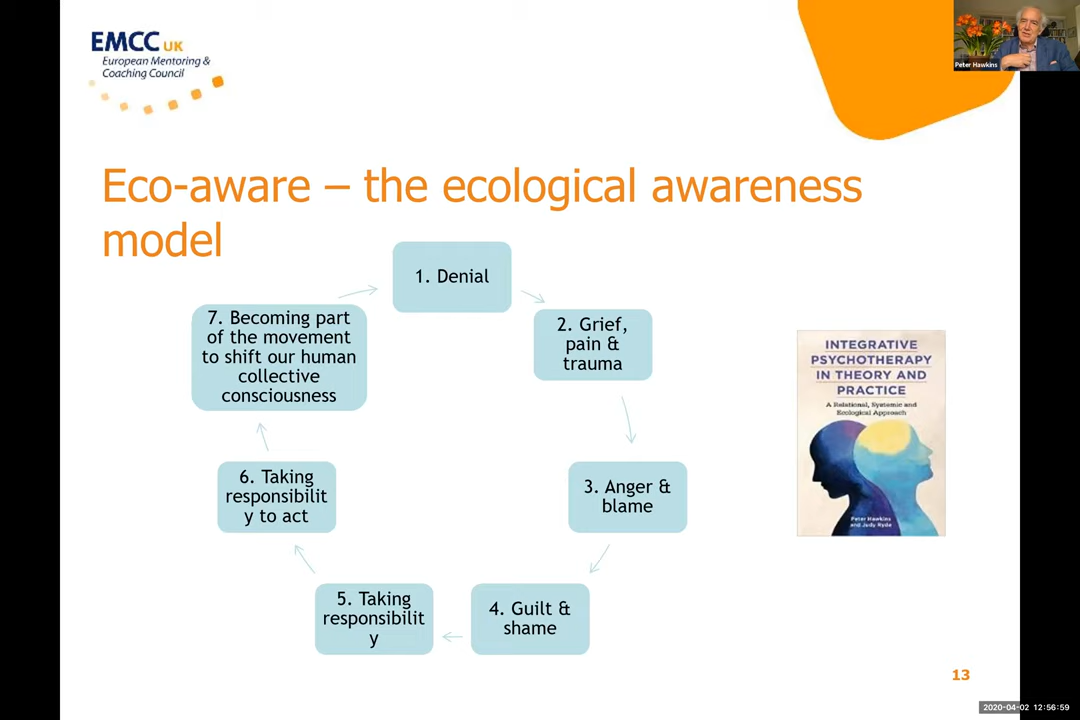 EMCC UK
European Mentoring &
Coaching Council
Peter Hawkins
Eco-aware – the ecological awareness
model
1. Denial
2. Grief,
pain &
trauma
3. Anger &
blame
4. Guilt &
shame
5. Taking
responsibilit
y
6. Taking
responsibilit
y to act
7. Becoming part
of the movement
to shift our human
collective
consciousness
INTEGRATIVE
PSYCHOTHERAPY
IN THEORY AND
PRACTICE
A Relational, Systemic and
Ecological Approach
Peter Hawkins
and Judy Ryde
13
2020-04-02 12:56:59